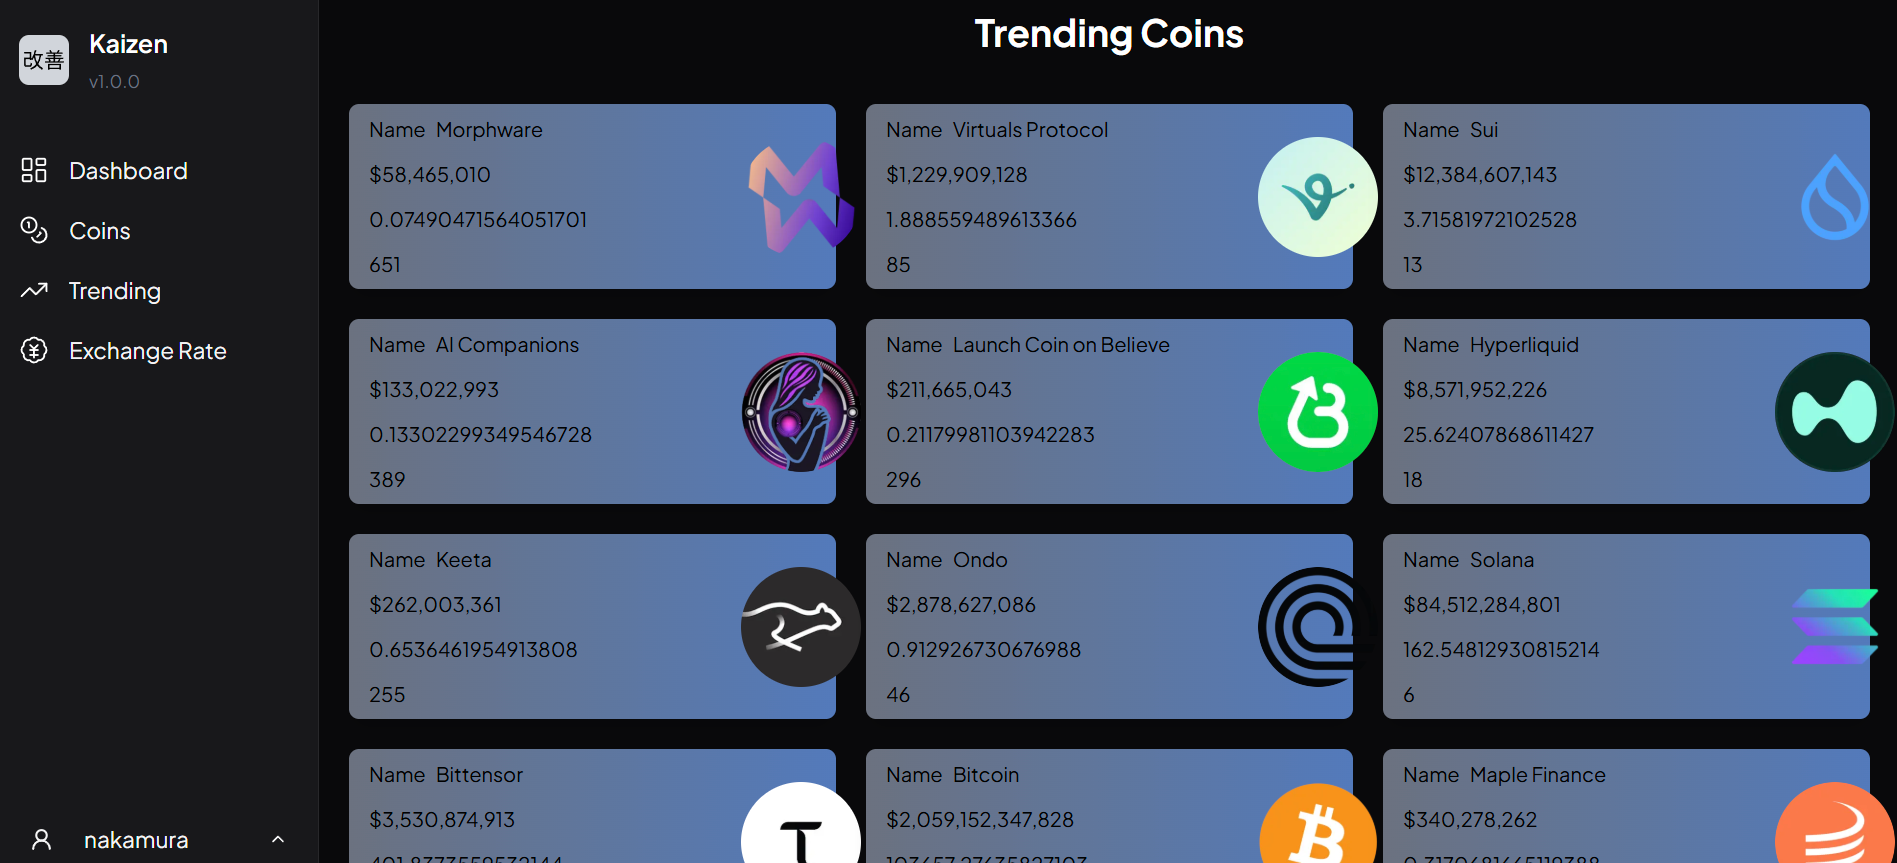 改善
Kaizen
v1.0.0
Dashboard
Coins
Trending
Exchange Rate
nakamura
Trending Coins
Name Morphware
$58,465,010
0.07490471564051701
651
Name Virtuals Protocol
$1,229,909,128
1.888559489613366
85
Name Sui
$12,384,607,143
3.71581972102528
13
Name AI Companions
$133,022,993
0.13302299349546728
389
Name Launch Coin on Believe
$211,665,043
0.21179981103942283
296
Name Hyperliquid
$8,571,952,226
25.62407868611427
18
Name Keeta
$262,003,361
0.6536461954913808
255
Name Ondo
$2,878,627,086
0.912926730676988
46
Name Solana
$84,512,284,801
162.54812930815214
6
Name Bittensor
$3,530,874,913
Name Bitcoin
$2,059,152,347,828
Name Maple Finance
$340,278,262